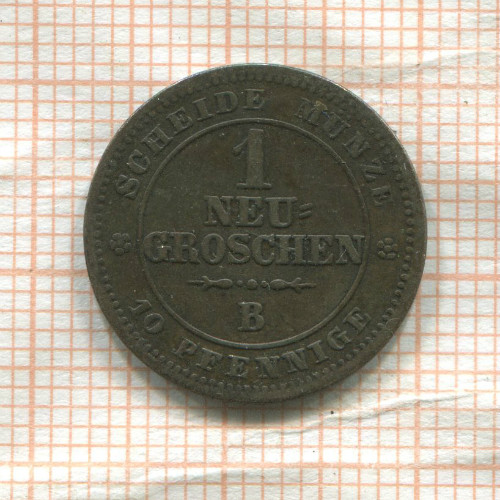 SCHEIDE MÜNZE
1
NEU=
GROSCHEN
B
10 PFENNIGE